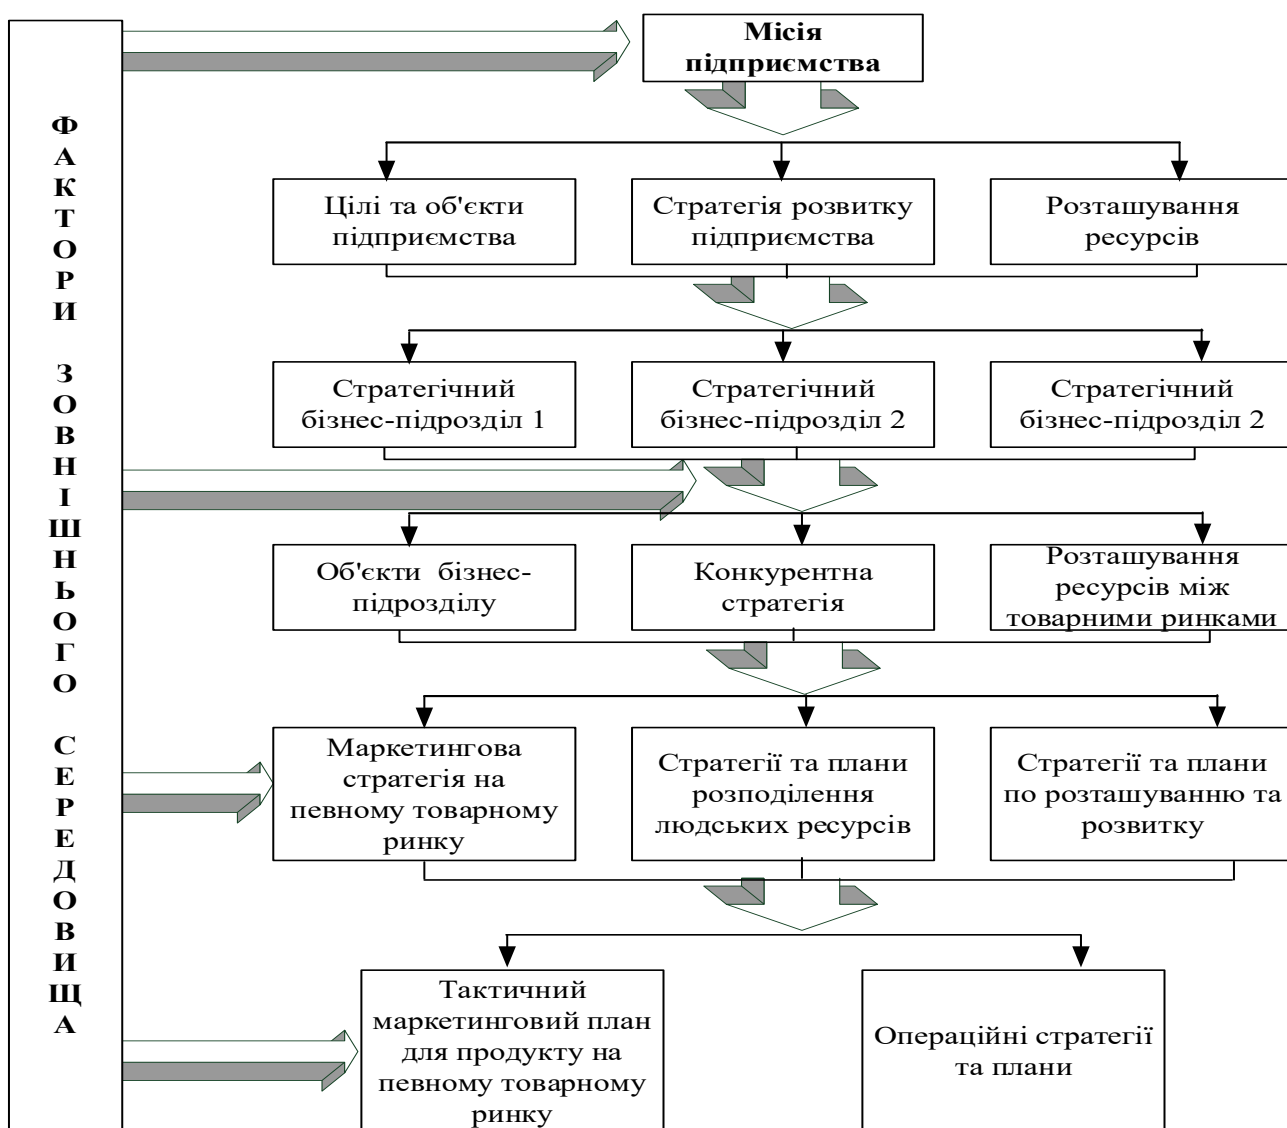 ФАКТОРИ ЗОВНІШНЬОГО СЕРЕДОВИЩА
Місія
підприємства
Цілі та об'єкти
підприємства
Стратегія розвитку
підприємства
Розташування
ресурсів
Стратегічний
бізнес-підрозділ 1
Стратегічний
бізнес-підрозділ 2
Стратегічний
бізнес-підрозділ 2
Об'єкти бізнес-
підрозділу
Конкурентна
стратегія
Розташування
ресурсів між
товарними ринками
Маркетингова
стратегія на
певному товарному
ринку
Стратегії та плани
розподілення
людських ресурсів
Стратегії та плани
по розташуванню та
розвитку
Тактичний
маркетинговий план
для продукту на
певному товарному
ринку
Операційні стратегії
та плани